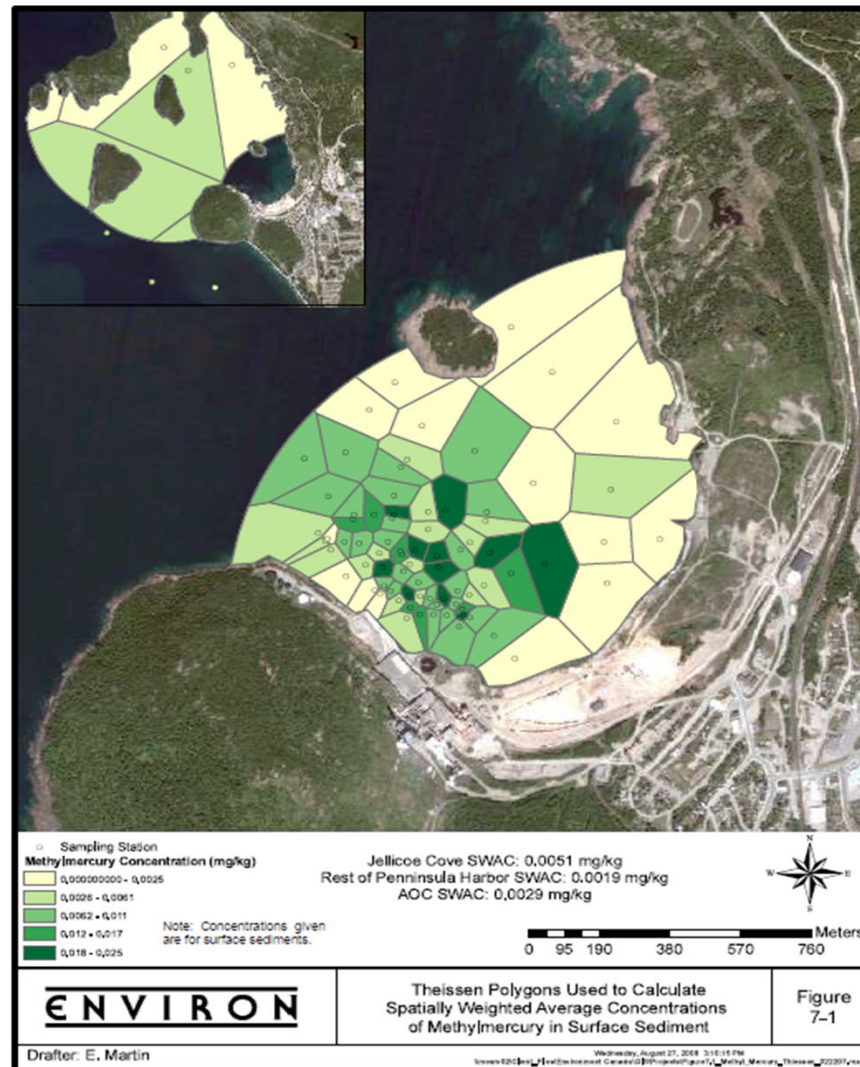 N
W E
S
Sampling Station
Methylmercury Concentration (mg/kg)
0.000000000 - 0.0025
0.0026 - 0.0061
0.0062 - 0.011
0.012 - 0.017
0.018 - 0.025
Note: Concentrations given
are for surface sediments.
Jellicoe Cove SWAC: 0.0051 mg/kg
Rest of Penninsula Harbor SWAC: 0.0019 mg/kg
AOC SWAC: 0.0029 mg/kg
Meters
0 95 190 380 570 760
ENVIRON
Theissen Polygons Used to Calculate
Spatially Weighted Average Concentrations
of Methylmercury in Surface Sediment
Figure
7-1
Drafter: E. Martin
Wednesday, August 27, 2008 3:10:15 PM